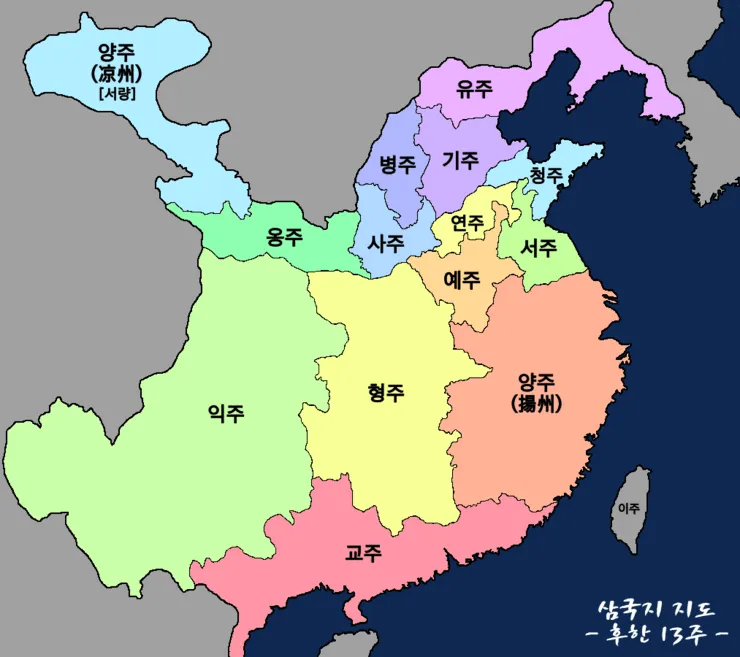 양주
(凉州)
[서량]
유주
병주
기주
청주
옹주
사주
연주
서주
예주
익주
형주
양주
(揚州)
이주
교주
삼국지 지도
- 후한 13주 -